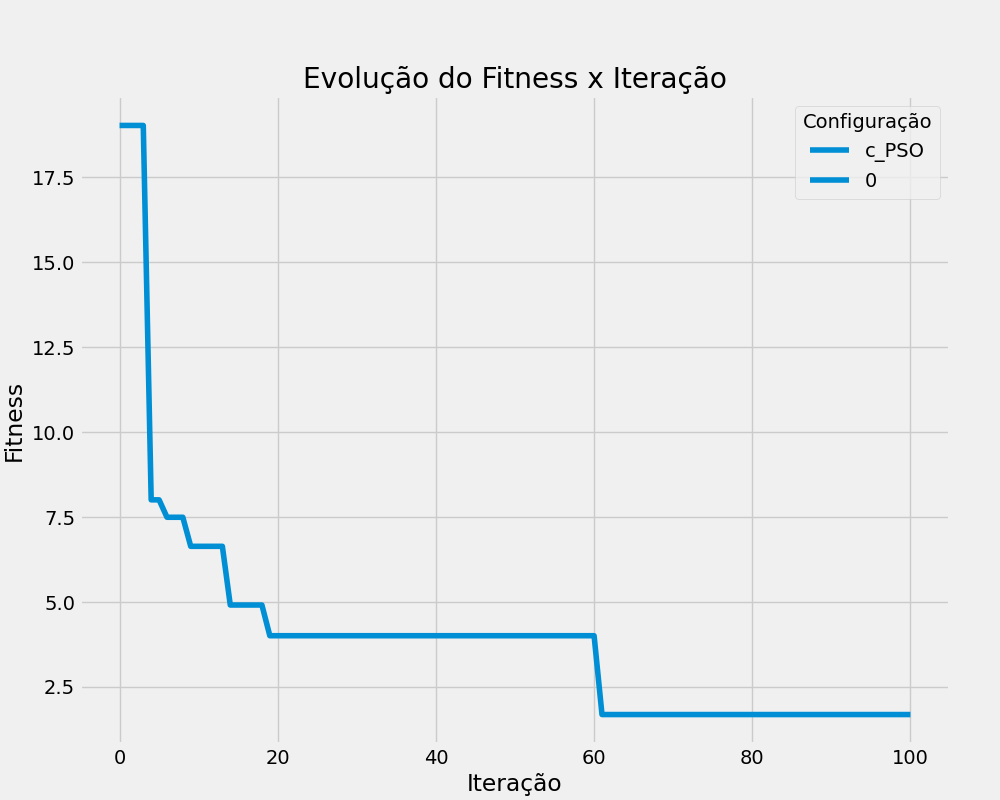 Evolução do Fitness x Iteração
Configuração
c_PSO
0
Fitness
17.5
15.0
12.5
10.0
7.5
5.0
2.5
0 20 40 60 80 100
Iteração